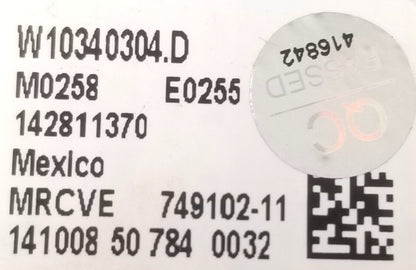 W10340304.D
M0258 E0255
142811370
Mexico
MRCVE 749102-11
141008 50 784 0032
416842
PASSED
QC